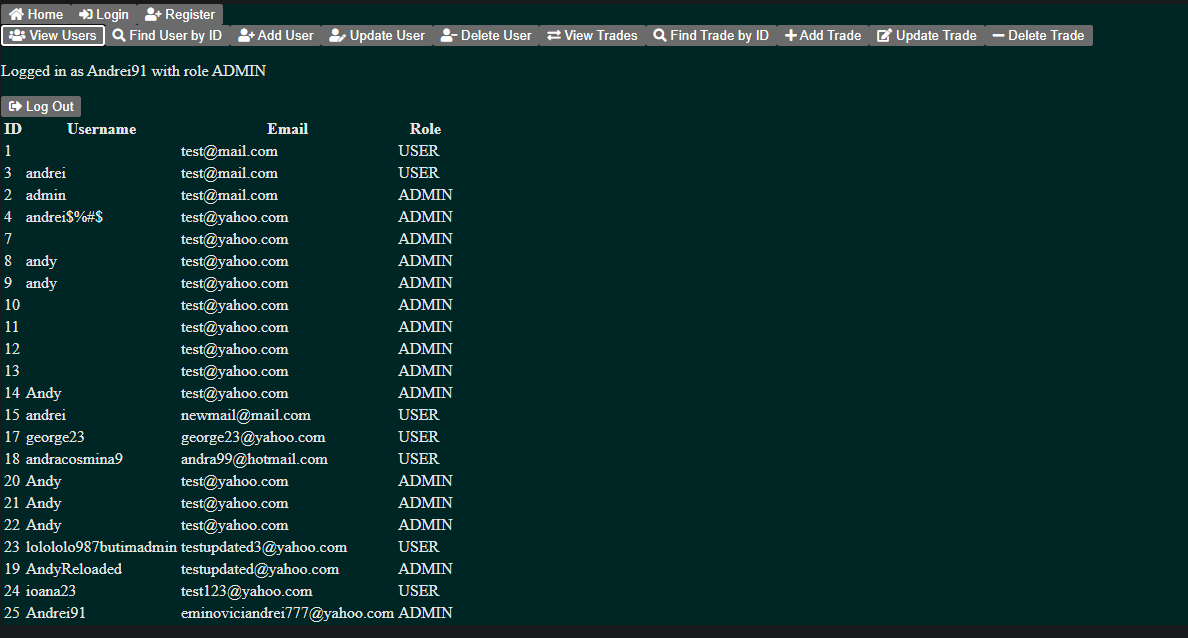 Home Login Register
View Users Find User by ID Add User Update User Delete User View Trades Find Trade by ID Add Trade Update Trade Delete Trade
Logged in as Andrei91 with role ADMIN
Log Out
ID Username Email Role
1 test@mail.com USER
3 andrei test@mail.com USER
2 admin test@mail.com ADMIN
4 andrei$%#$ test@yahoo.com ADMIN
7 test@yahoo.com ADMIN
8 andy test@yahoo.com ADMIN
9 andy test@yahoo.com ADMIN
10 test@yahoo.com ADMIN
11 test@yahoo.com ADMIN
12 test@yahoo.com ADMIN
13 test@yahoo.com ADMIN
14 Andy test@yahoo.com ADMIN
15 andrei newmail@mail.com USER
17 george23 george23@yahoo.com USER
18 andracosmina9 andra99@hotmail.com USER
20 Andy test@yahoo.com ADMIN
21 Andy test@yahoo.com ADMIN
22 Andy test@yahoo.com ADMIN
23 lolololo987butimadmin testupdated3@yahoo.com USER
19 AndyReloaded testupdated@yahoo.com ADMIN
24 ioana23 test123@yahoo.com USER
25 Andrei91 eminoviciandrei777@yahoo.com ADMIN